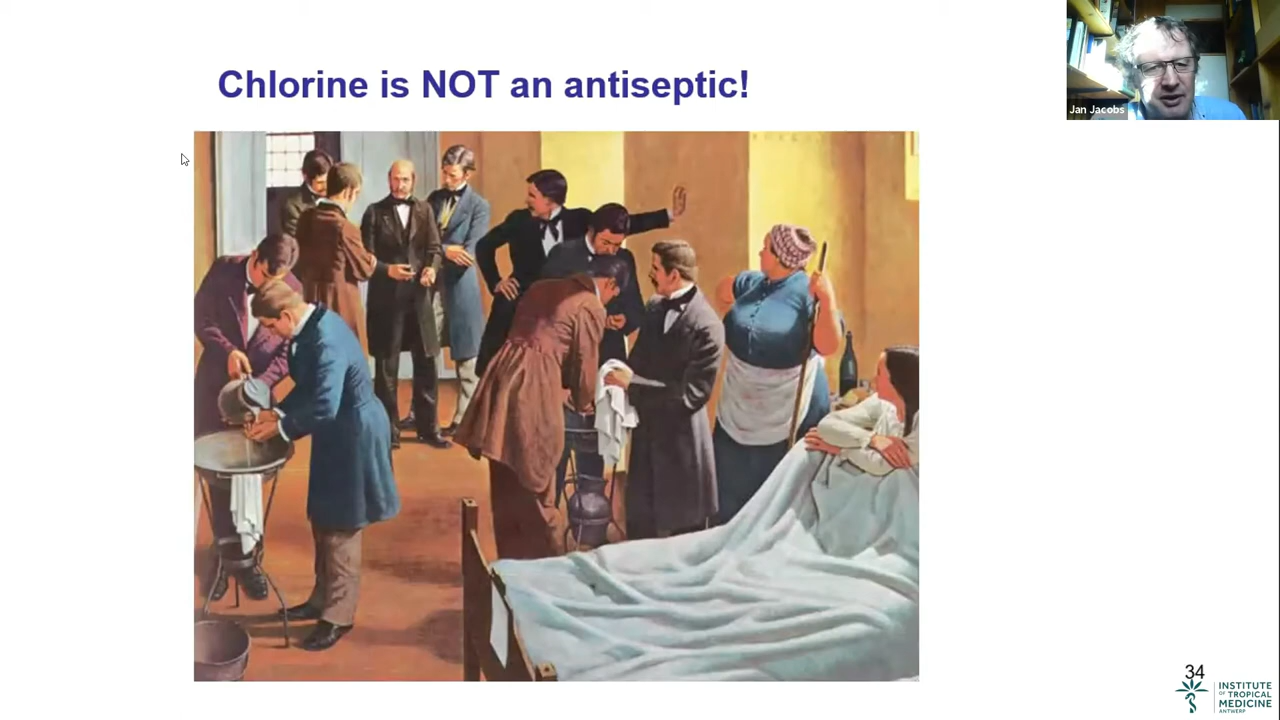 Chlorine is NOT an antiseptic!
Jan Jacobs
34
INSTITUTE
OF TROPICAL
MEDICINE
ANTWERP